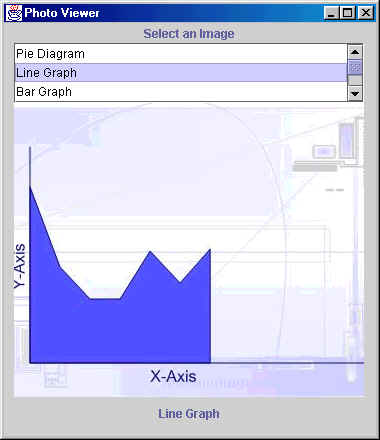 Photo Viewer
Select an Image
Pie Diagram
Line Graph
Bar Graph
Y-Axis
X-Axis
Line Graph